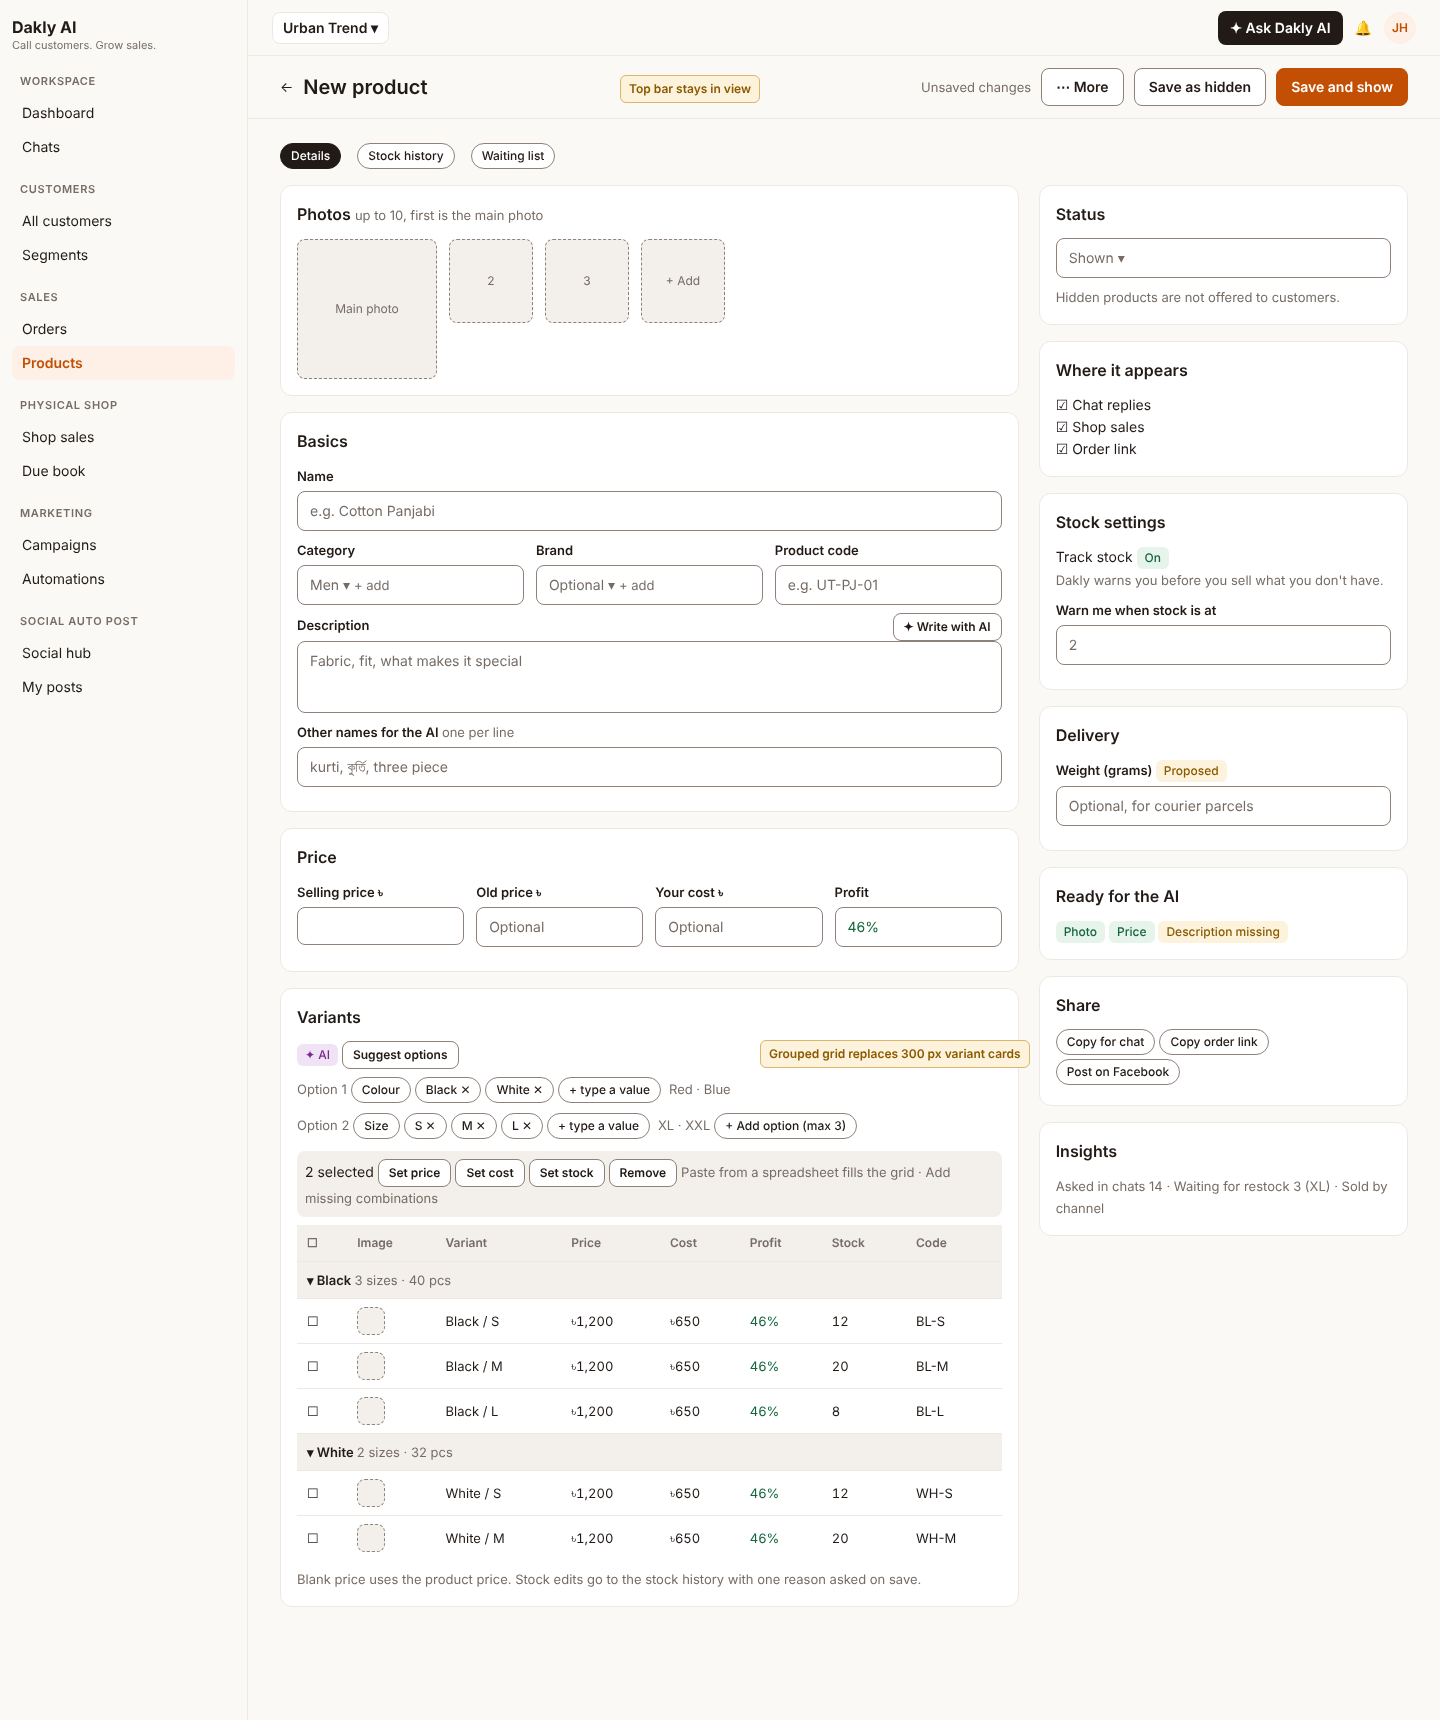 Dakly AI
Call customers. Grow sales.
WORKSPACE
Dashboard
Chats
CUSTOMERS
All customers
Segments
SALES
Orders
Products
PHYSICAL SHOP
Shop sales
Due book
MARKETING
Campaigns
Automations
SOCIAL AUTO POST
Social hub
My posts
Urban Trend ▾
✦ Ask Dakly AI 🔔 JH
← New product
Top bar stays in view
Unsaved changes ⋯ More Save as hidden Save and show
Details Stock history Waiting list
Photos up to 10, first is the main photo
Main photo 2 3 + Add
Basics
Name
e.g. Cotton Panjabi
Category Brand Product code
Men ▾ + add Optional ▾ + add e.g. UT-PJ-01
Description ✦ Write with AI
Fabric, fit, what makes it special
Other names for the AI one per line
kurti, কুর্তি, three piece
Price
Selling price ৳ Old price ৳ Your cost ৳ Profit
Optional Optional 46%
Variants
✦ AI Suggest options Grouped grid replaces 300 px variant cards
Option 1 Colour Black ✕ White ✕ + type a value Red · Blue
Option 2 Size S ✕ M ✕ L ✕ + type a value XL · XXL + Add option (max 3)
2 selected Set price Set cost Set stock Remove Paste from a spreadsheet fills the grid · Add
missing combinations
☐ Image Variant Price Cost Profit Stock Code
▾ Black 3 sizes · 40 pcs
☐ Black / S ৳1,200 ৳650 46% 12 BL-S
☐ Black / M ৳1,200 ৳650 46% 20 BL-M
☐ Black / L ৳1,200 ৳650 46% 8 BL-L
▾ White 2 sizes · 32 pcs
☐ White / S ৳1,200 ৳650 46% 12 WH-S
☐ White / M ৳1,200 ৳650 46% 20 WH-M
Blank price uses the product price. Stock edits go to the stock history with one reason asked on save.
Status
Shown ▾
Hidden products are not offered to customers.
Where it appears
☑ Chat replies
☑ Shop sales
☑ Order link
Stock settings
Track stock On
Dakly warns you before you sell what you don't have.
Warn me when stock is at
2
Delivery
Weight (grams) Proposed
Optional, for courier parcels
Ready for the AI
Photo Price Description missing
Share
Copy for chat Copy order link
Post on Facebook
Insights
Asked in chats 14 · Waiting for restock 3 (XL) · Sold by
channel